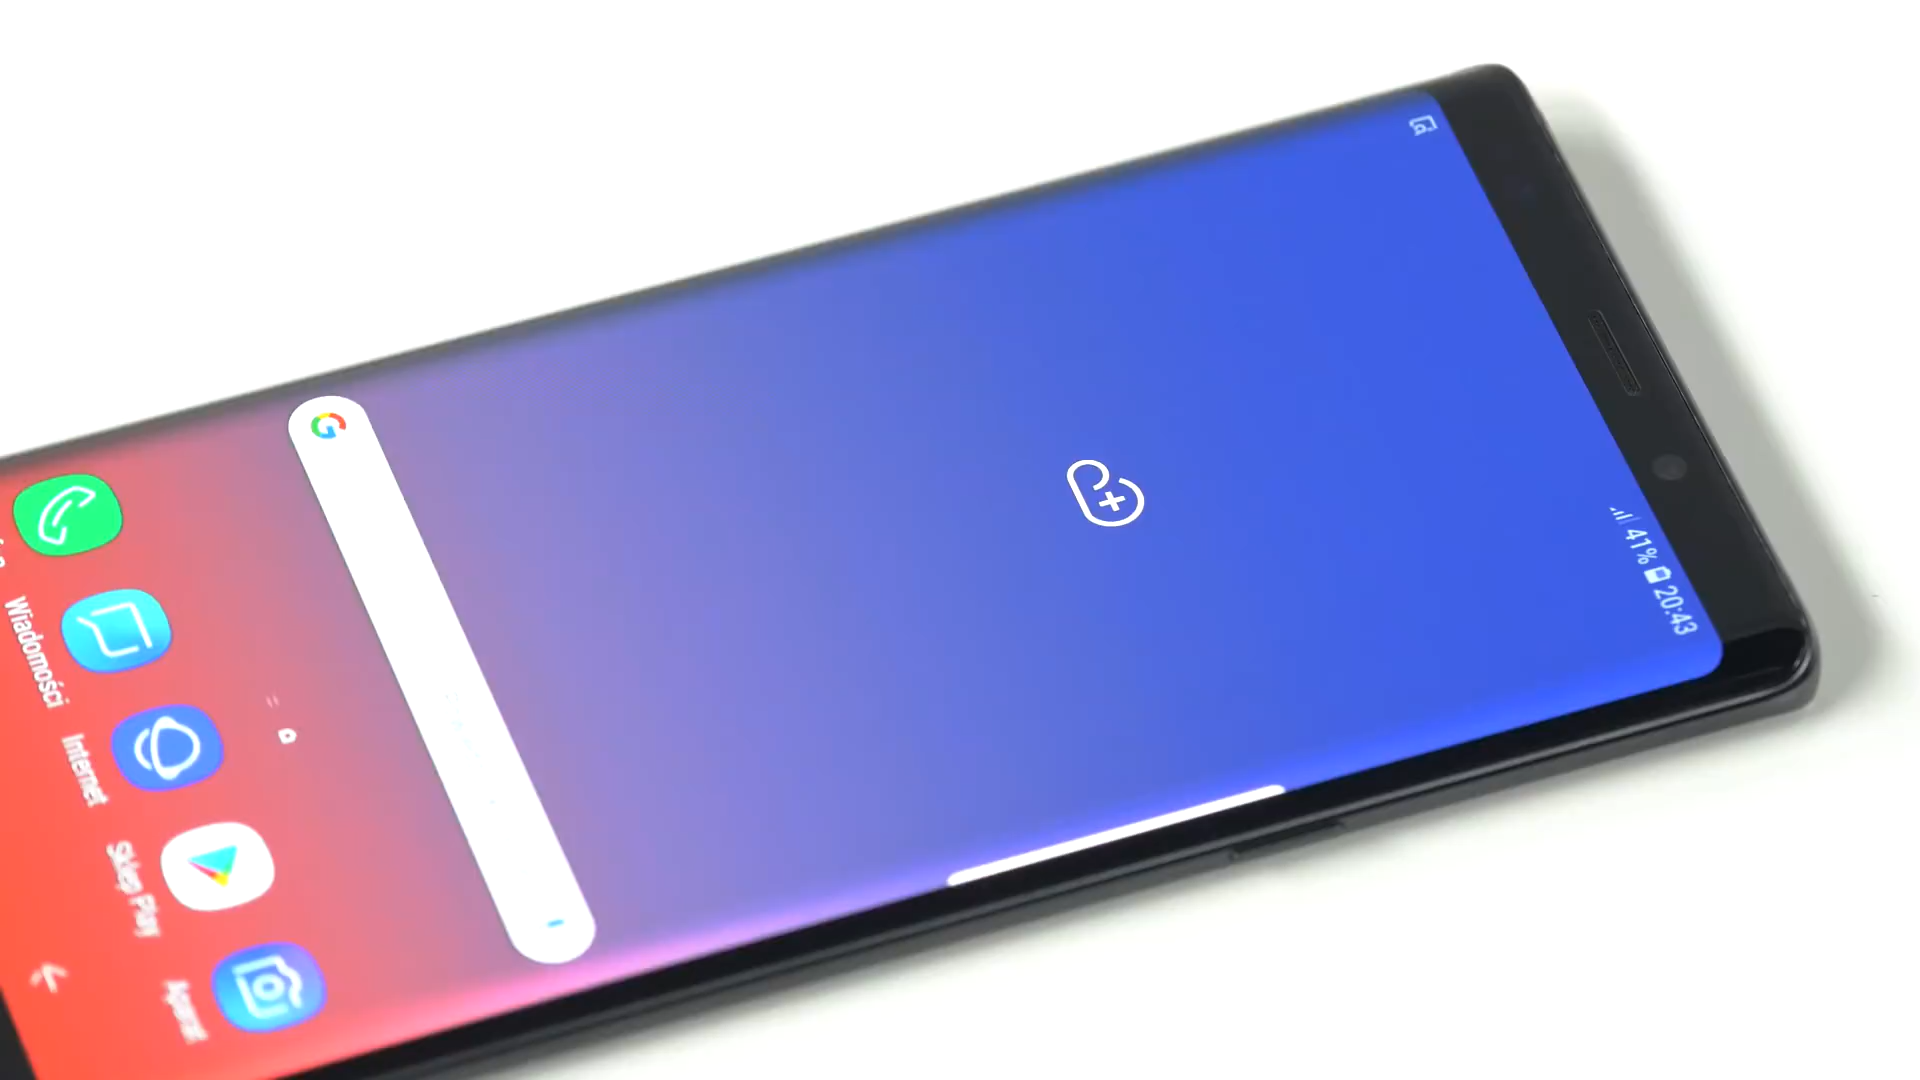 41% 20:43
G
Wiadomości
Internet
Sklep Play
Aparat